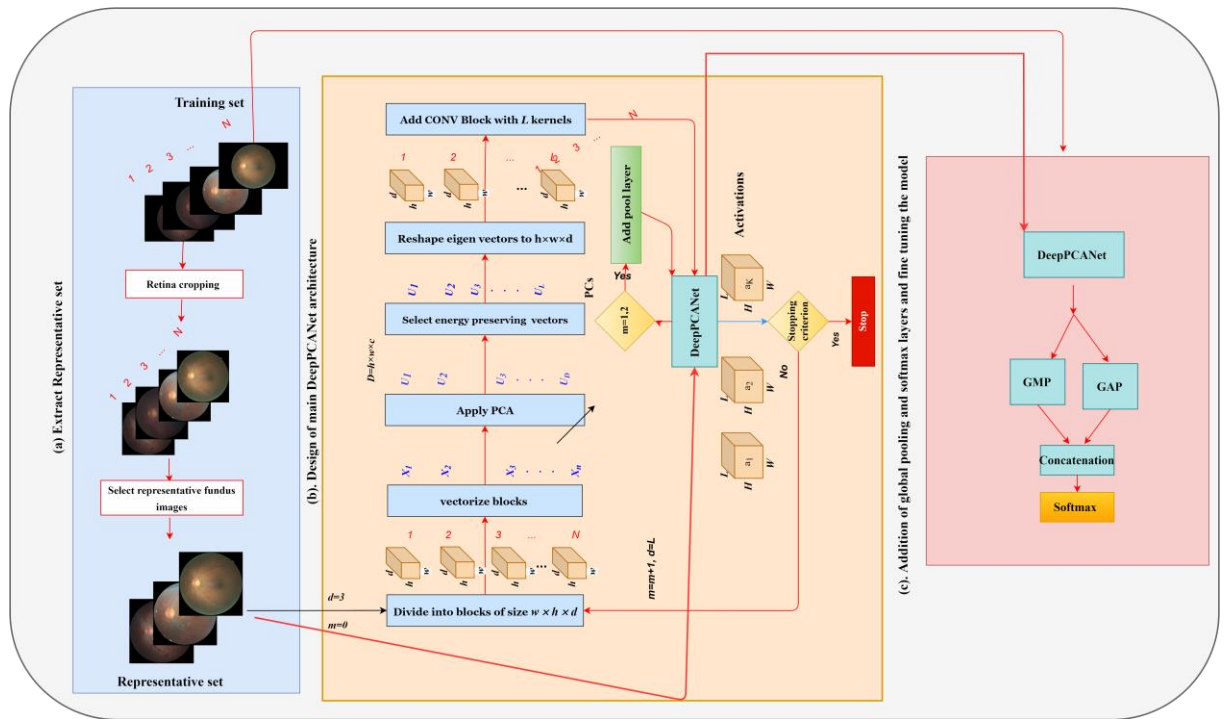 (a) Extract Representative set
Training set
1 2 3 ... N
Retina cropping
1 2 3 ... N
Select representative fundus
images
Representative set
d=3
m=0
(b). Design of main DeepPCANet architecture
Add CONV Block with L kernels
1 2 ... L
d h w d h w ... d h w
Reshape eigen vectors to h×w×d
U1 U2 U3 . . . . UL
Select energy preserving vectors
D=h×w×c
U1 U2 U3 . . . . UD
Apply PCA
X1 X2 X3 . . . . Xn
vectorize blocks
1 2 3 ... N
d h w d h w d h w ... d h w
Divide into blocks of size w × h × d
1 2 3 ... N
Add pool layer
Yes
PCs
m=1,2
DeepPCANet
Activations
L H aK W
L H a2 W
L H a1 W
Stopping
criterion
Yes
Stop
No
m=m+1, d=L
(c). Addition of global pooling and softmax layers and fine tuning the model
DeepPCANet
GMP
GAP
Concatenation
Softmax